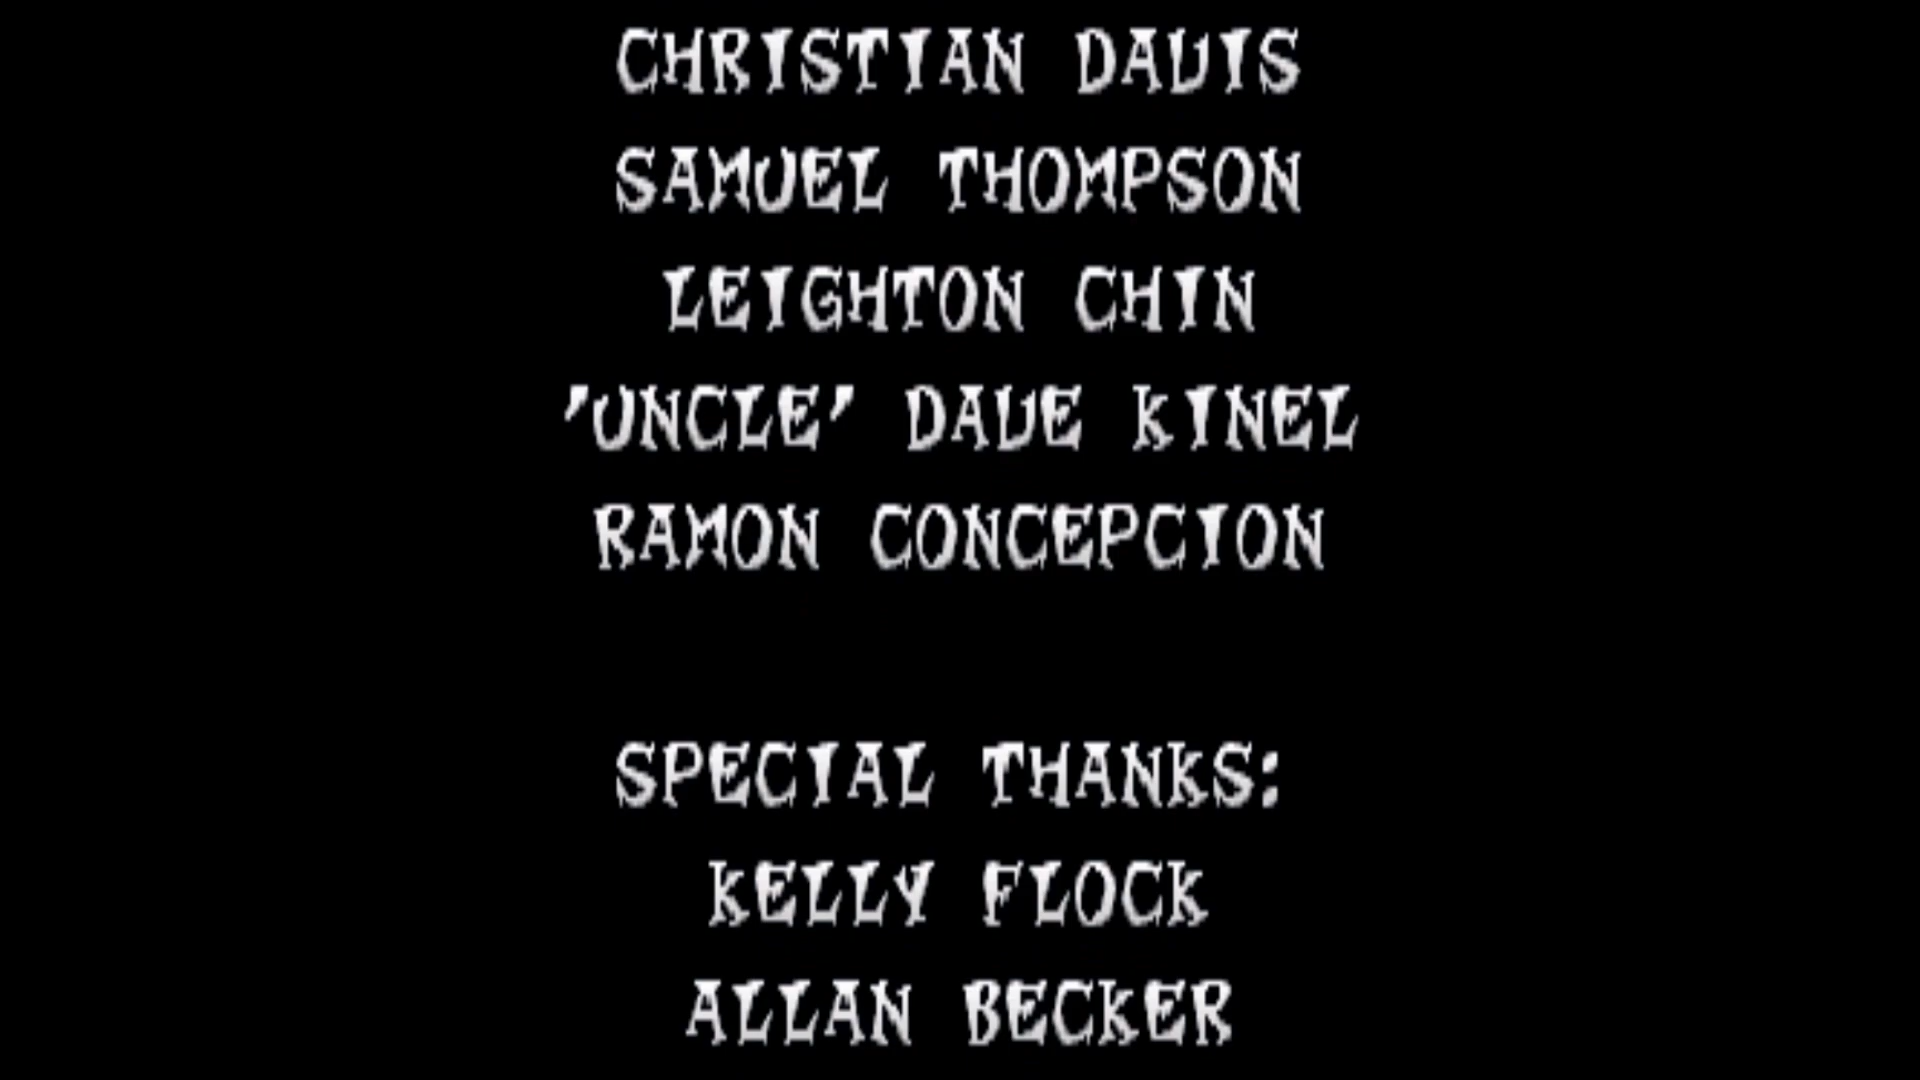 CHRISTIAN DAVIS
SAMUEL THOMPSON
LEIGHTON CHIN
'UNCLE' DAVE KINEL
RAMON CONCEPCION
SPECIAL THANKS:
KELLY FLOCK
ALLAN BECKER